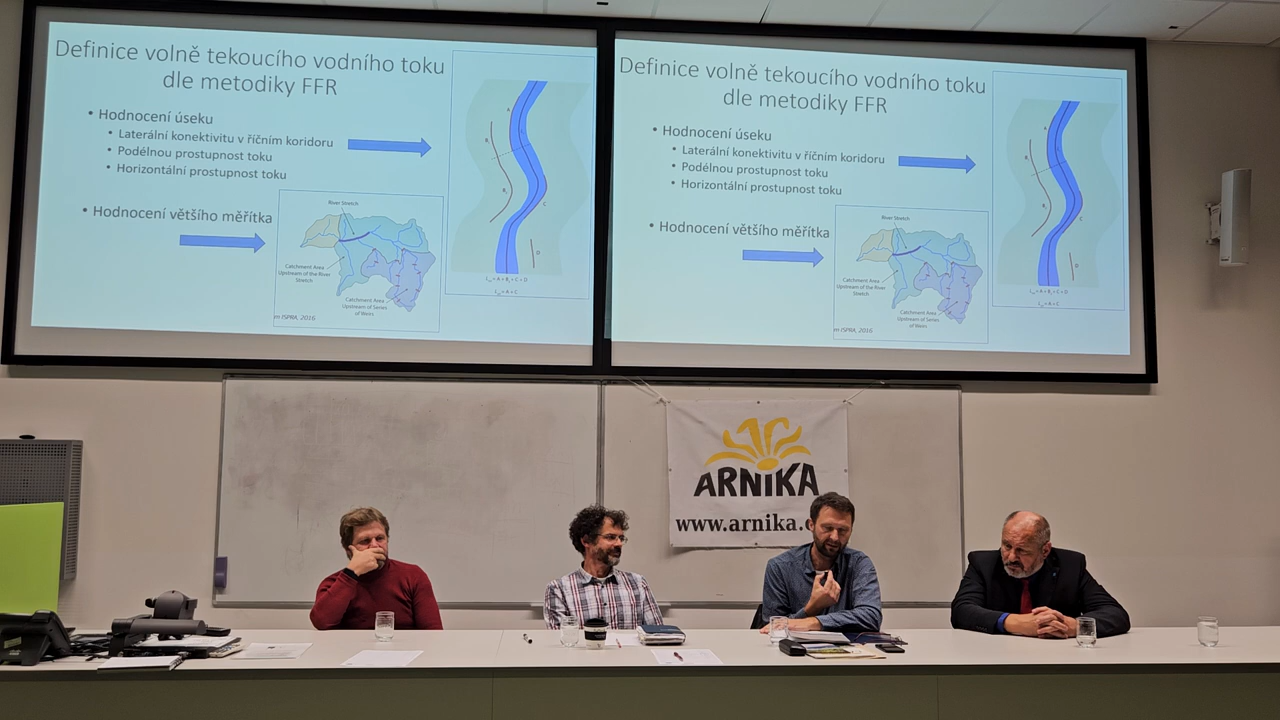 Definice volně tekoucího vodního toku
dle metodiky FFR
• Hodnocení úseku
• Laterální konektivitu v říčním koridoru
• Podélnou prostupnost toku
• Horizontální prostupnost toku
• Hodnocení většího měřítka
River Stretch
Catchment Area
Upstream of the River
Stretch
Catchment Area
Upstream of Series
of Weirs
m ISPRA, 2016
A
C
D
Definice volně tekoucího vodního toku
dle metodiky FFR
• Hodnocení úseku
• Laterální konektivitu v říčním koridoru
• Podélnou prostupnost toku
• Horizontální prostupnost toku
• Hodnocení většího měřítka
River Stretch
Catchment Area
Upstream of the River
Stretch
Catchment Area
Upstream of Series
of Weirs
m ISPRA, 2016
C
D
ARNIKA
www.arnika.